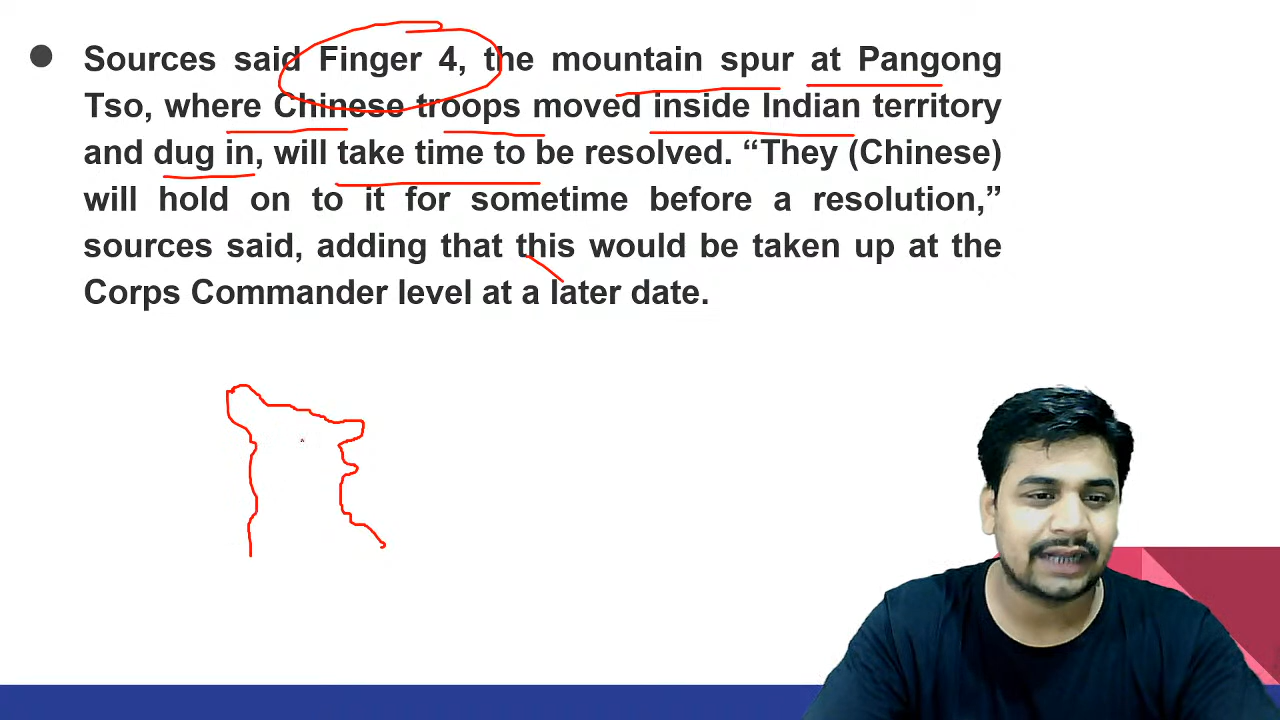 Sources said Finger 4, the mountain spur at Pangong
Tso, where Chinese troops moved inside Indian territory
and dug in, will take time to be resolved. “They (Chinese)
will hold on to it for sometime before a resolution,”
sources said, adding that this would be taken up at the
Corps Commander level at a later date.